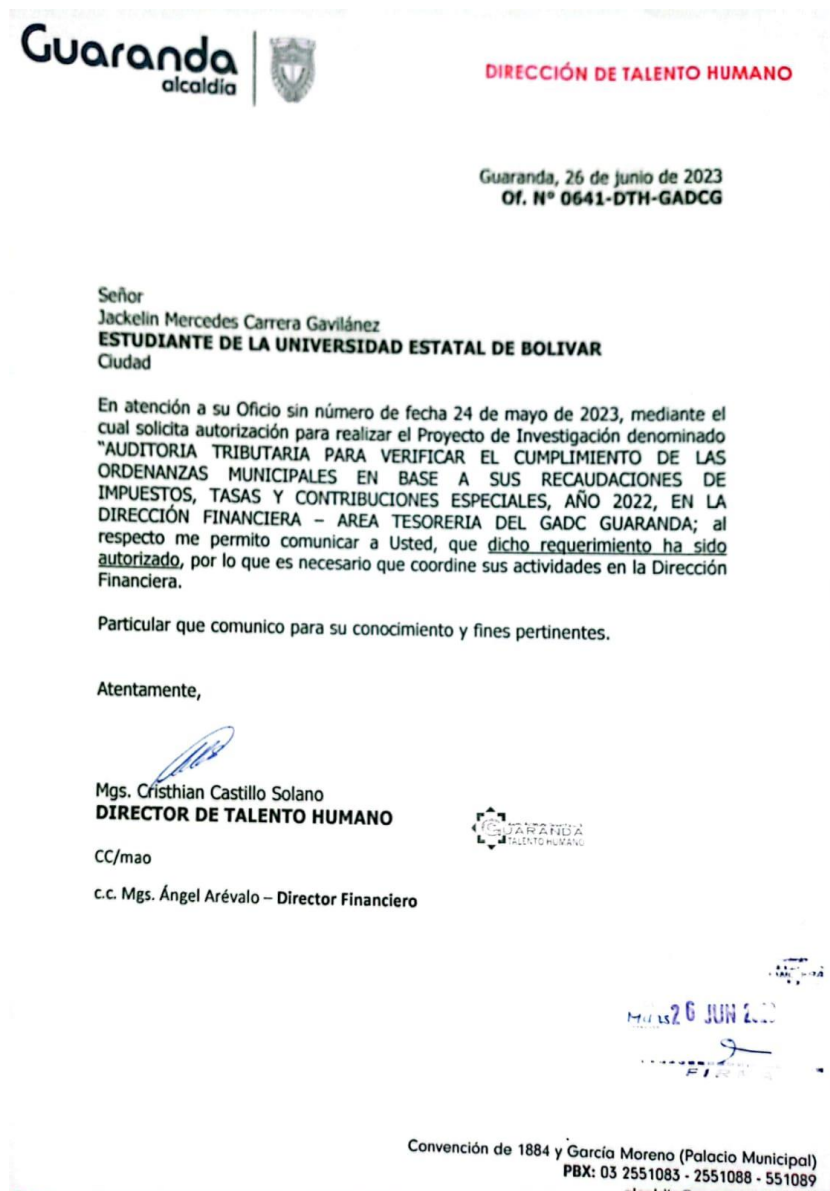 Guaranda
alcaldía
DIRECCIÓN DE TALENTO HUMANO
Guaranda, 26 de junio de 2023
Of. Nº 0641-DTH-GADCG
Señor
Jackelin Mercedes Carrera Gavilánez
ESTUDIANTE DE LA UNIVERSIDAD ESTATAL DE BOLIVAR
Ciudad
En atención a su Oficio sin número de fecha 24 de mayo de 2023, mediante el
cual solicita autorización para realizar el Proyecto de Investigación denominado
"AUDITORIA TRIBUTARIA PARA VERIFICAR EL CUMPLIMIENTO DE LAS
ORDENANZAS MUNICIPALES EN BASE A SUS RECAUDACIONES DE
IMPUESTOS, TASAS Y CONTRIBUCIONES ESPECIALES, AÑO 2022, EN LA
DIRECCIÓN FINANCIERA – AREA TESORERIA DEL GADC GUARANDA; al
respecto me permito comunicar a Usted, que dicho requerimiento ha sido
autorizado, por lo que es necesario que coordine sus actividades en la Dirección
Financiera.
Particular que comunico para su conocimiento y fines pertinentes.
Atentamente,
Mgs. Cristhian Castillo Solano
DIRECTOR DE TALENTO HUMANO
GUARANDA
TALENTO HUMANO
CC/mao
c.c. Mgs. Ángel Arévalo – Director Financiero
26 JUN
Convención de 1884 y García Moreno (Palacio Municipal)
PBX: 03 2551083 - 2551088 - 551089